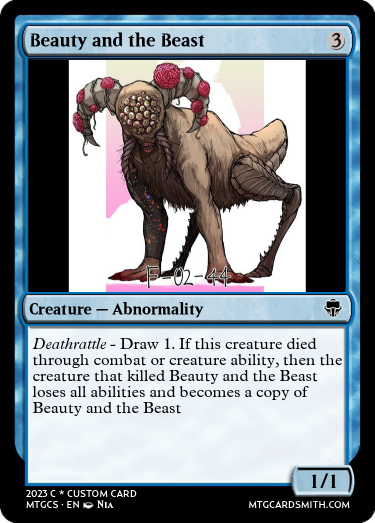 Beauty and the Beast 3
F-02-44
Creature — Abnormality
Deathrattle - Draw 1. If this creature died
through combat or creature ability, then the
creature that killed Beauty and the Beast
loses all abilities and becomes a copy of
Beauty and the Beast
1/1
2023 C * CUSTOM CARD
MTGCS · EN NIA
MTGCARDSMITH.COM